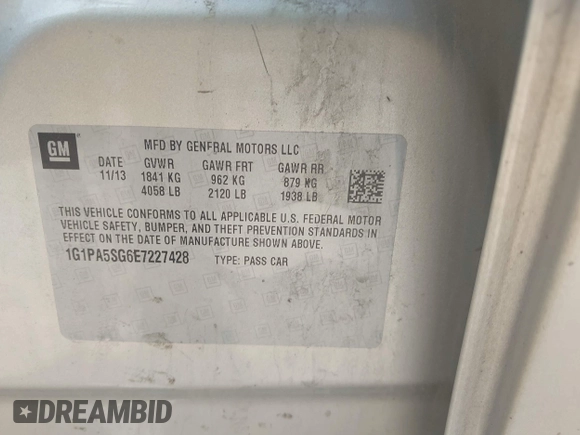 GM
MFD BY GENERAL MOTORS LLC
11/13 GVWR GAWR FRT GAWR RR
1841 KG 962 KG 879 KG
4058 LB 2120 LB 1938 LB
THIS VEHICLE CONFORMS TO ALL APPLICABLE U.S. FEDERAL MOTOR
VEHICLE SAFETY, BUMPER, AND THEFT PREVENTION STANDARDS IN
EFFECT ON THE DATE OF MANUFACTURE SHOWN ABOVE.
1G1PA5SG6E7227428 TYPE: PASS CAR
DREAMBID